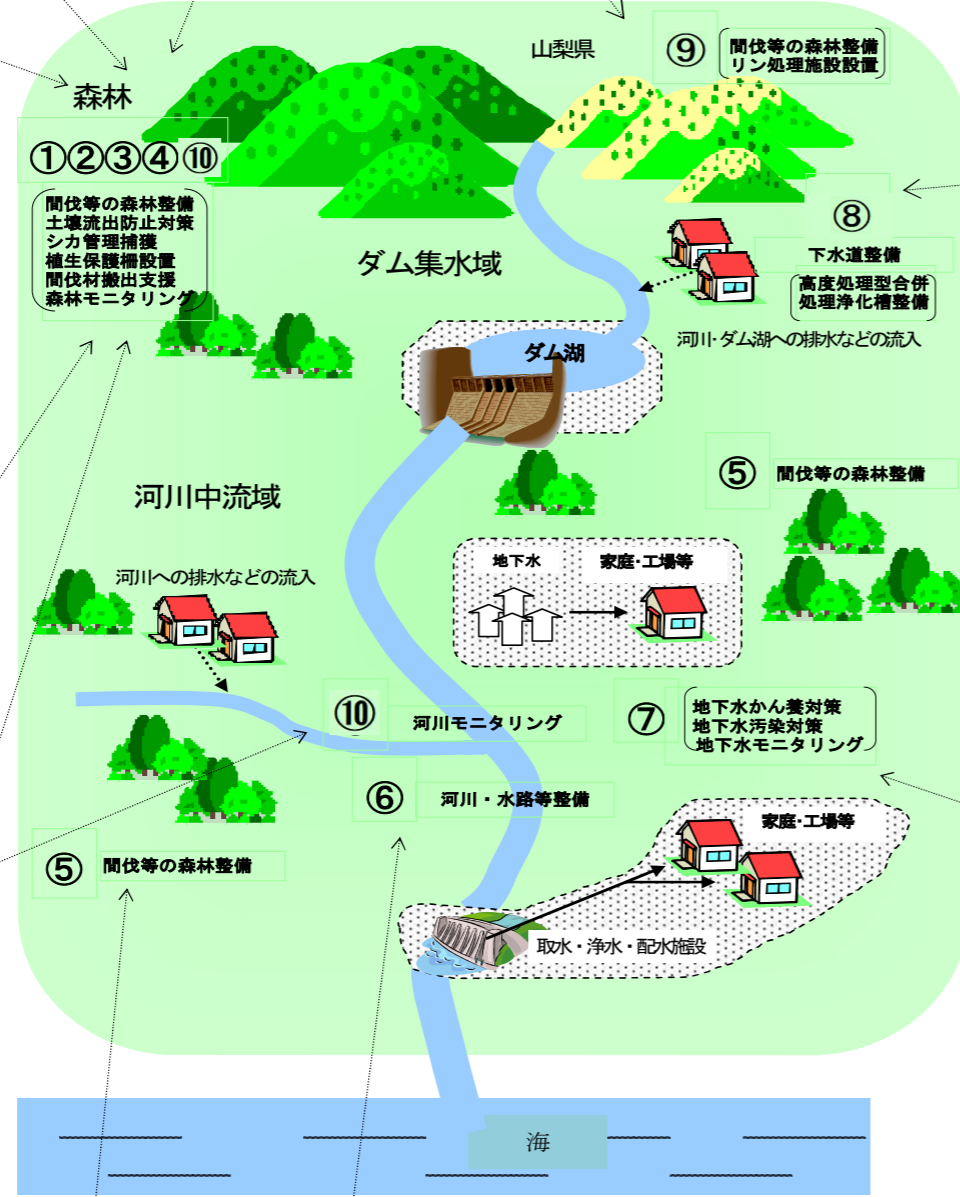 山梨県
⑨
間伐等の森林整備
リン処理施設設置
森林
①②③④⑩
間伐等の森林整備
土壌流出防止対策
シカ管理捕獲
植生保護柵設置
間伐材搬出支援
森林モニタリング
ダム集水域
⑧
下水道整備
高度処理型合併
処理浄化槽整備
河川・ダム湖への排水などの流入
ダム湖
⑤
間伐等の森林整備
河川中流域
地下水
家庭・工場等
河川への排水などの流入
⑩
河川モニタリング
⑦
地下水かん養対策
地下水汚染対策
地下水モニタリング
⑥
河川・水路等整備
家庭・工場等
⑤
間伐等の森林整備
取水・浄水・配水施設
海